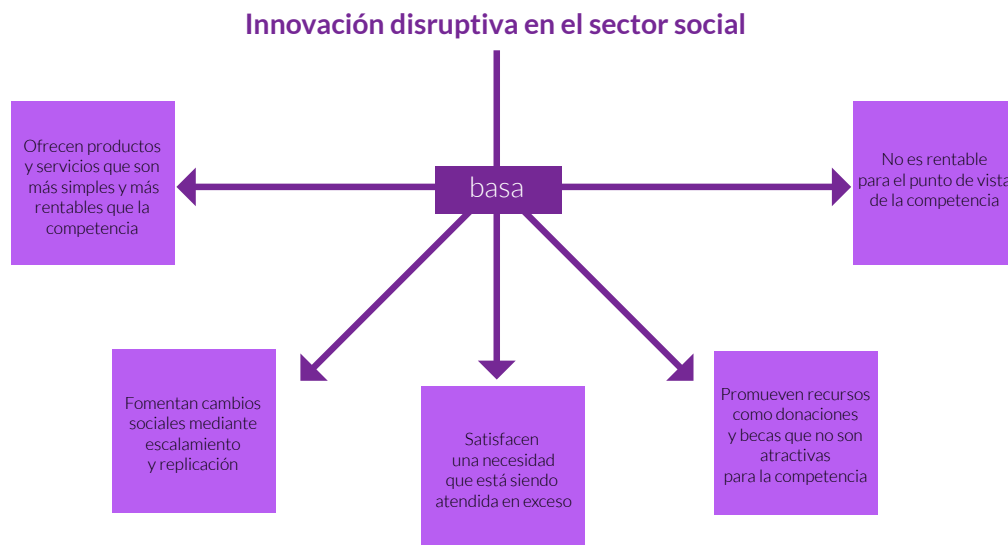 Innovación disruptiva en el sector social
basa
Ofrecen productos
y servicios que son
más simples y más
rentables que la
competencia
Fomentan cambios
sociales mediante
escalamiento
y replicación
Satisfacen
una necesidad
que está siendo
atendida en exceso
Promueven recursos
como donaciones
y becas que no son
atractivas
para la competencia
No es rentable
para el punto de vista
de la competencia